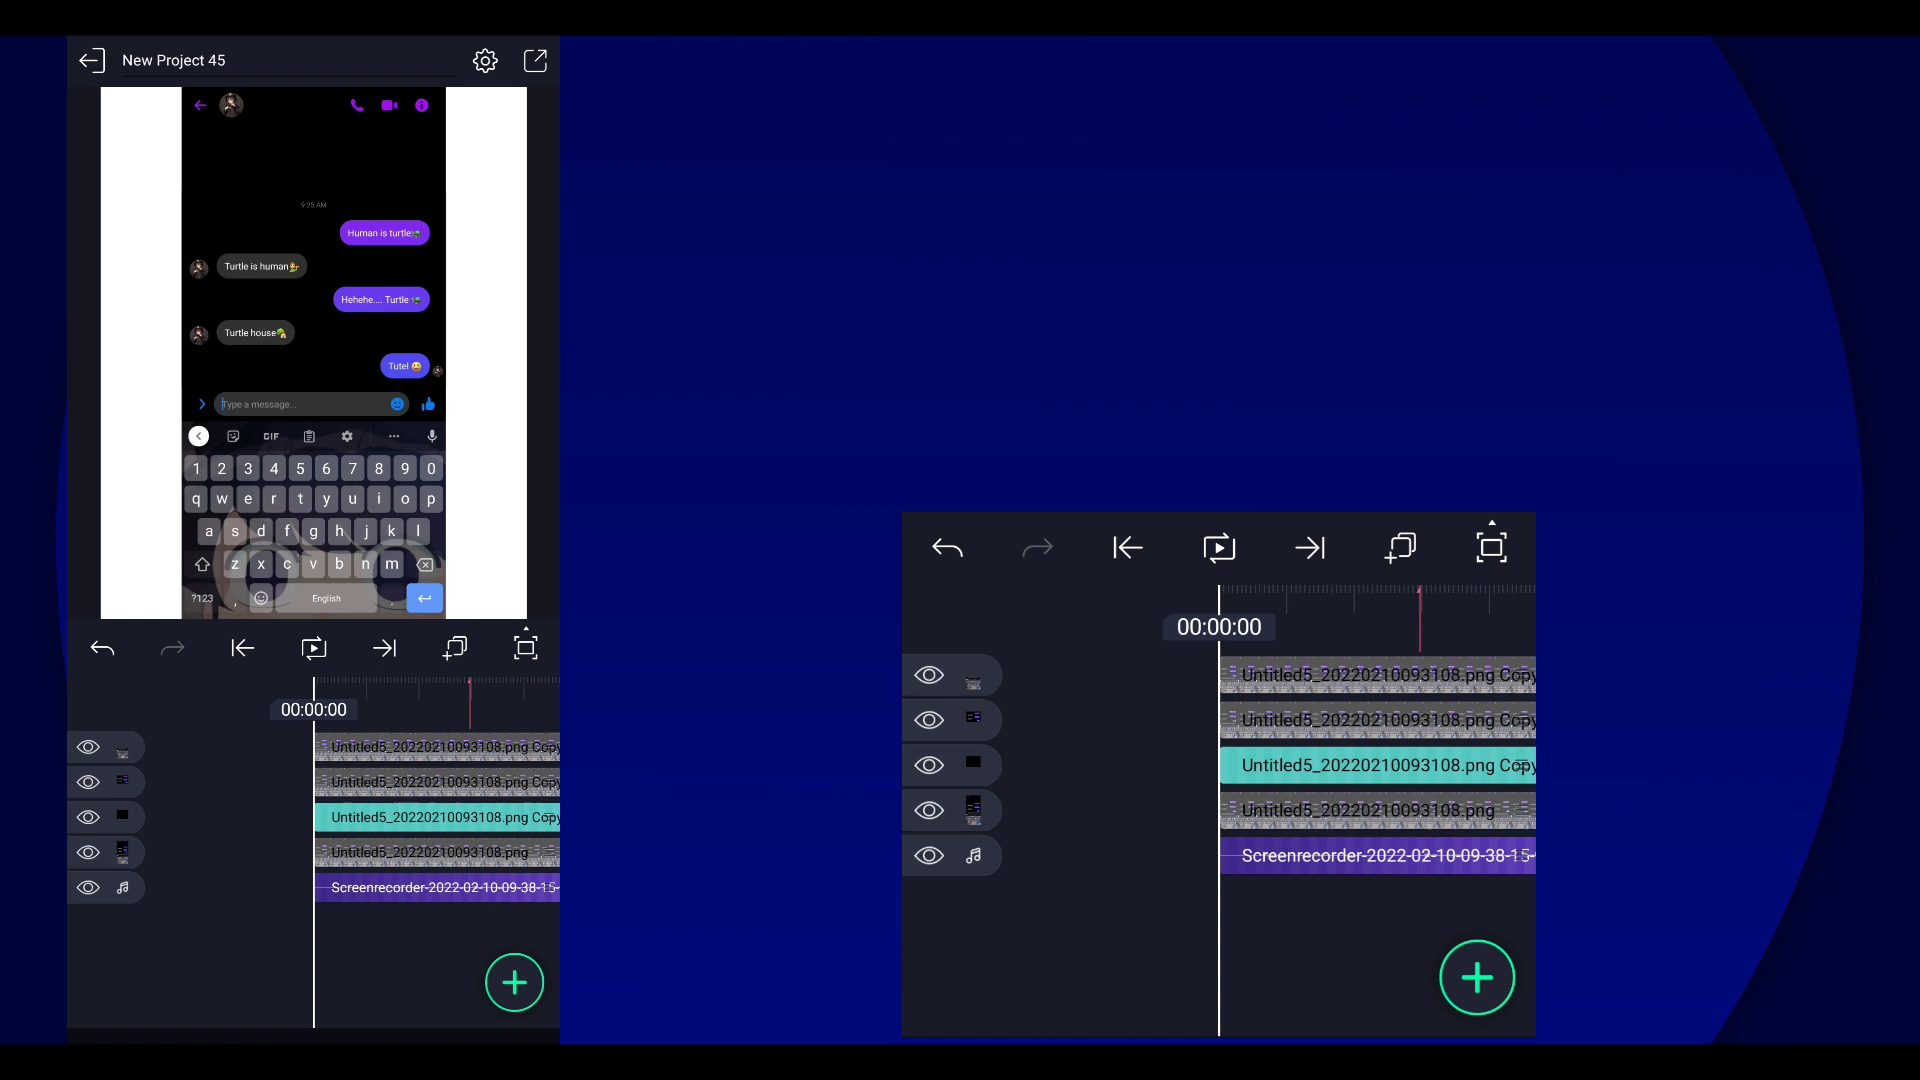 New Project 45
9:25 AM
Human is turtle🐢
Turtle is human🧏
Hehehe.... Turtle 🐢
Turtle house🏡
Tutel 😆
Type a message...
GIF
1 2 3 4 5 6 7 8 9 0
q w e r t y u i o p
a s d f g h j k l
z x c v b n m
?123 , English .
00:00:00
Untitled5_20220210093108.png Copy
Untitled5_20220210093108.png Copy
Untitled5_20220210093108.png Copy
Untitled5_20220210093108.png
Screenrecorder-2022-02-10-09-38-15-
00:00:00
Untitled5_20220210093108.png Copy
Untitled5_20220210093108.png Copy
Untitled5_20220210093108.png Copy
Untitled5_20220210093108.png
Screenrecorder-2022-02-10-09-38-15-